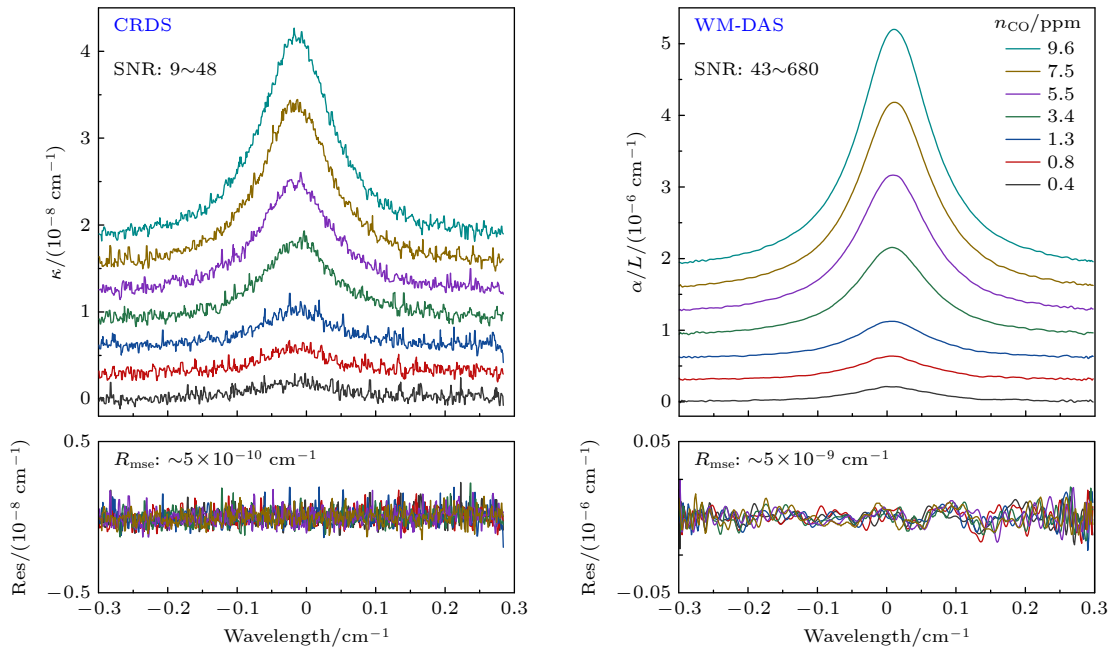 CRDS
SNR: 9∼48
4
3
2
1
0
κ/(10⁻⁸ cm⁻¹)
0.5
−0.5
Res/(10⁻⁸ cm⁻¹)
Rmse: ∼5×10⁻¹⁰ cm⁻¹
−0.3 −0.2 −0.1 0 0.1 0.2 0.3
Wavelength/cm⁻¹
WM-DAS
SNR: 43∼680
nCO/ppm
9.6
7.5
5.5
3.4
1.3
0.8
0.4
5
4
3
2
1
0
α/L/(10⁻⁶ cm⁻¹)
0.05
−0.05
Res/(10⁻⁶ cm⁻¹)
Rmse: ∼5×10⁻⁹ cm⁻¹
−0.3 −0.2 −0.1 0 0.1 0.2 0.3
Wavelength/cm⁻¹